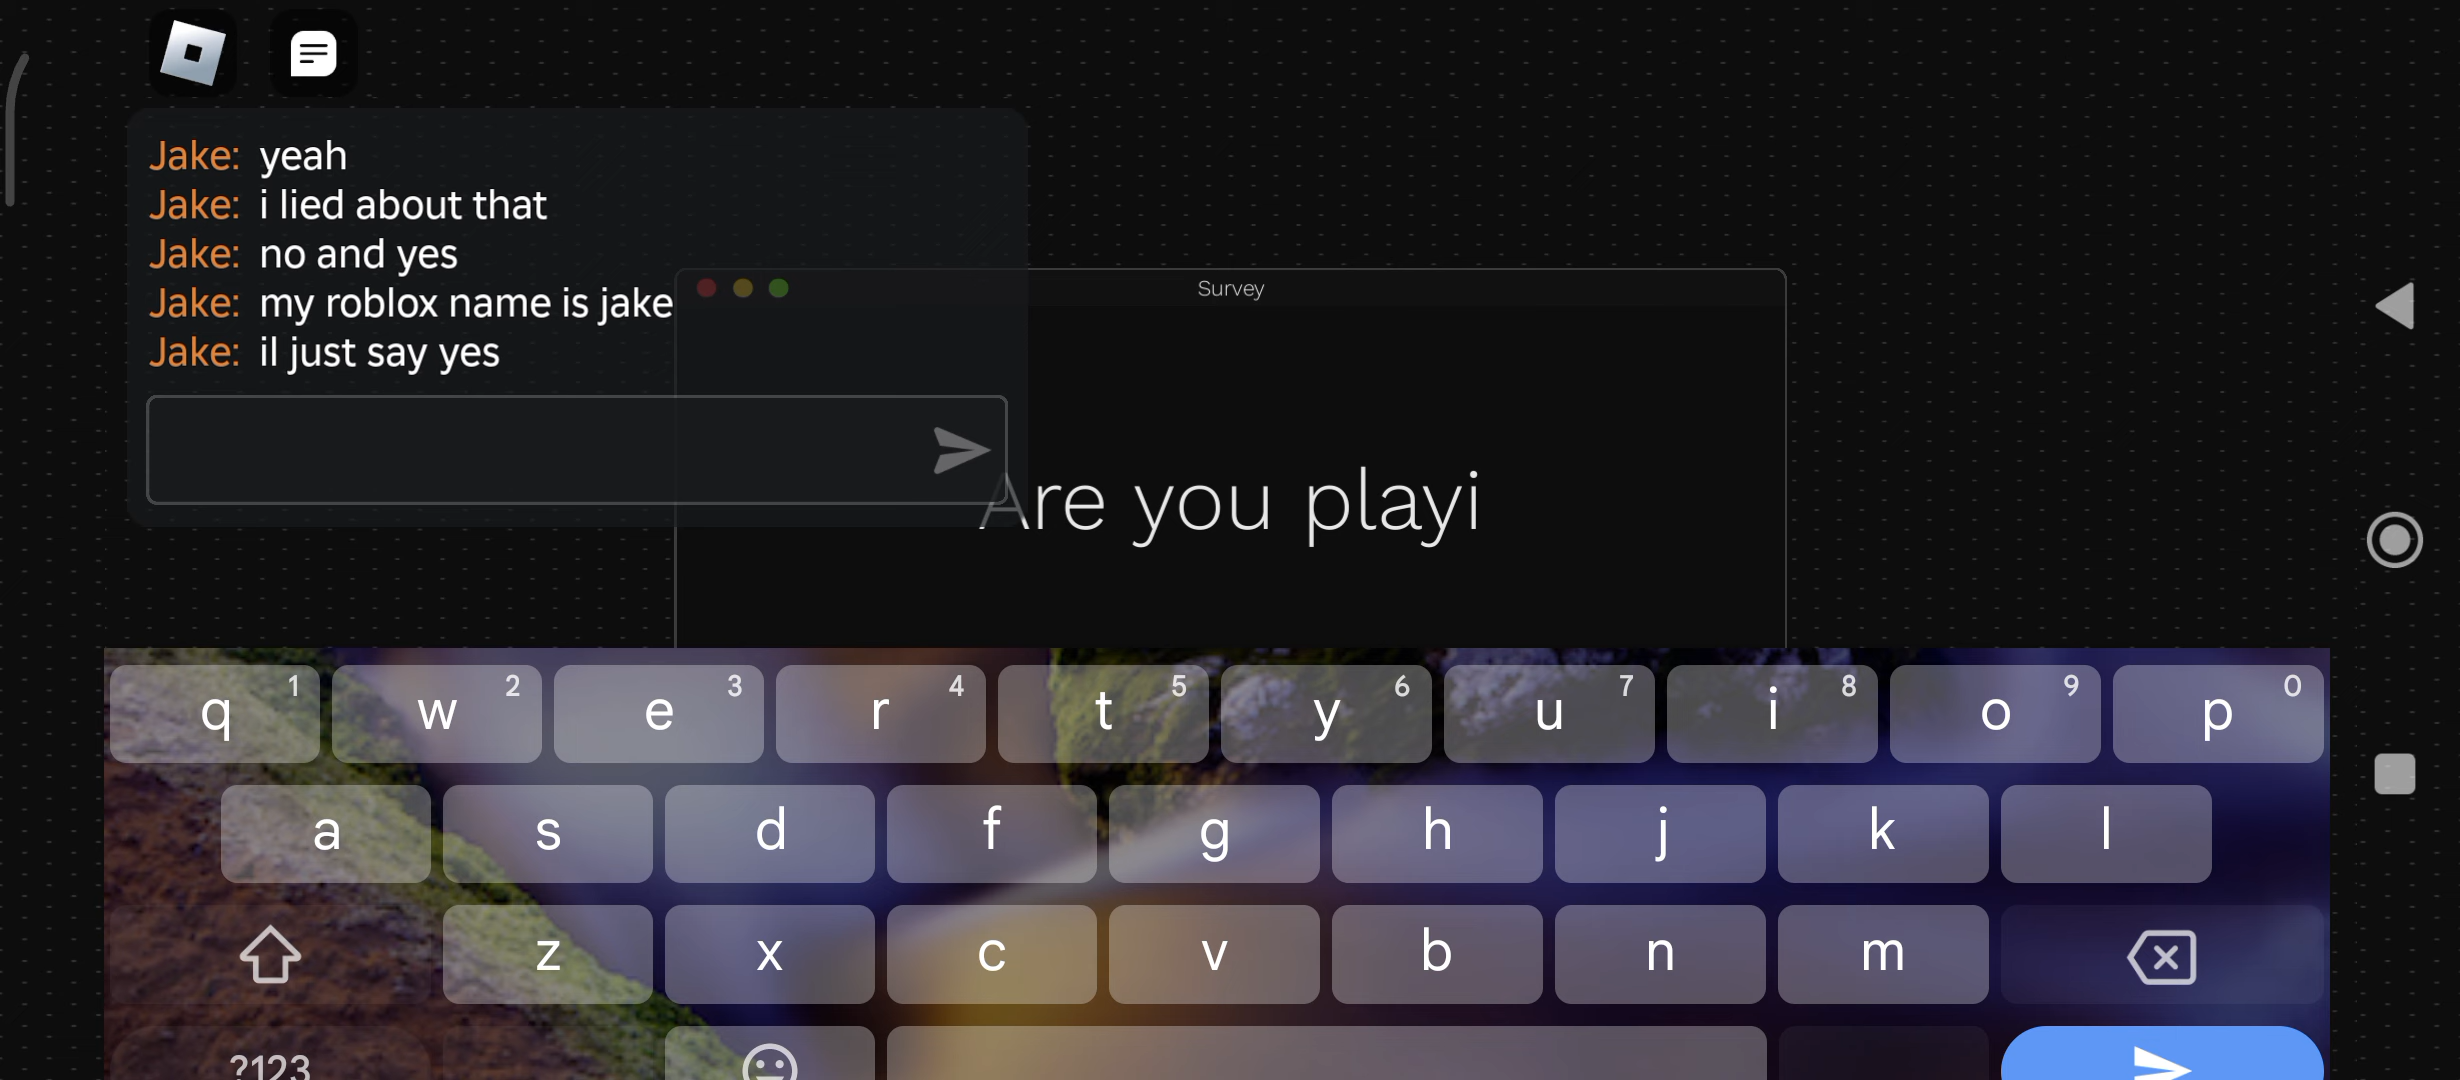 Jake: yeah
Jake: i lied about that
Jake: no and yes
Jake: my roblox name is jake
Jake: il just say yes
Survey
Are you playi
q 1 w 2 e 3 r 4 t 5 y 6 u 7 i 8 o 9 p 0
a s d f g h j k l
z x c v b n m
?123